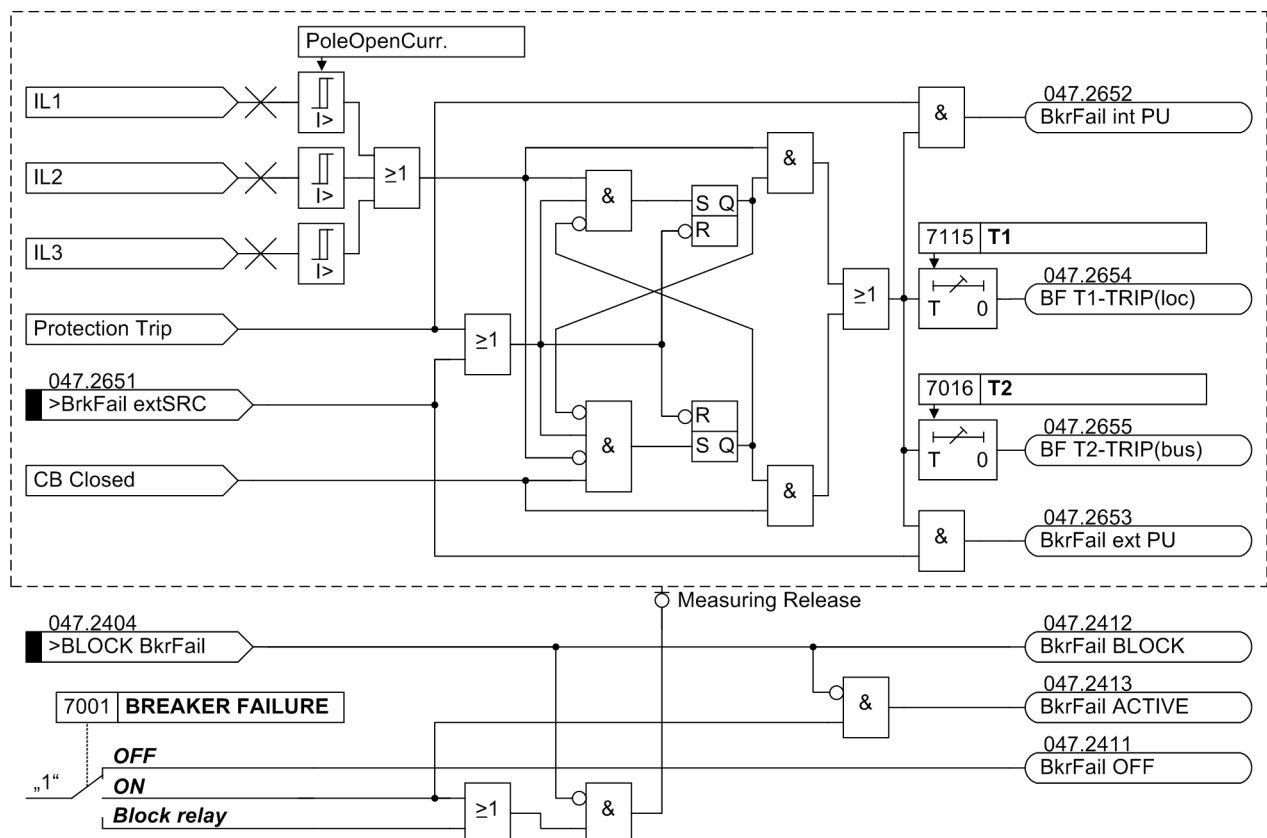 PoleOpenCurr.
IL1
I>
IL2
I>
IL3
I>
≥1
Protection Trip
047.2651
>BrkFail extSRC
CB Closed
≥1
&
S Q
R
&
R
S Q
&
&
≥1
&
047.2652
BkrFail int PU
7115 T1
T 0
047.2654
BF T1-TRIP(loc)
7016 T2
T 0
047.2655
BF T2-TRIP(bus)
&
047.2653
BkrFail ext PU
Measuring Release
047.2404
>BLOCK BkrFail
047.2412
BkrFail BLOCK
&
047.2413
BkrFail ACTIVE
7001 BREAKER FAILURE
„1“
OFF
ON
Block relay
≥1
&
047.2411
BkrFail OFF